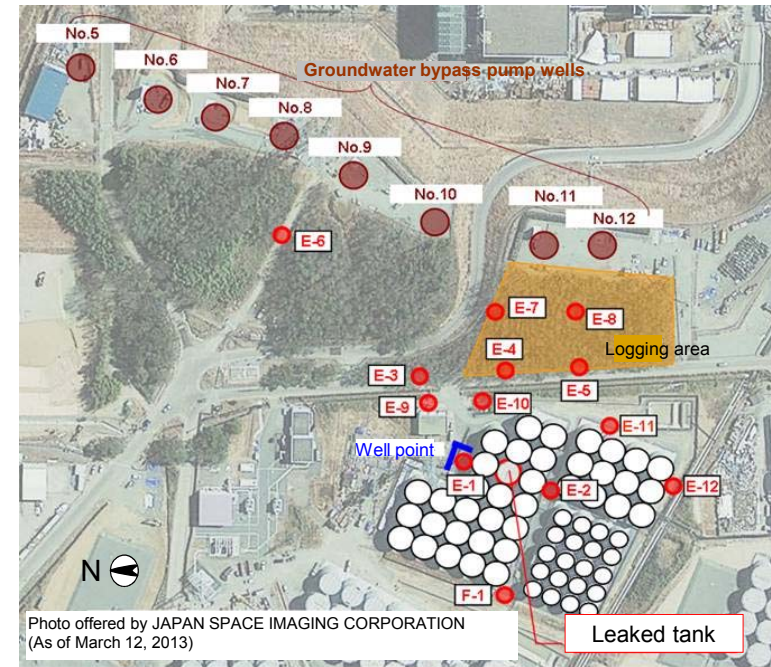 No.5
No.6
No.7
Groundwater bypass pump wells
No.8
No.9
No.10
No.11
No.12
E-6
E-7
E-8
Logging area
E-4
E-5
E-3
E-9
E-10
E-11
Well point
E-1
E-2
E-12
N
F-1
Photo offered by JAPAN SPACE IMAGING CORPORATION
(As of March 12, 2013)
Leaked tank